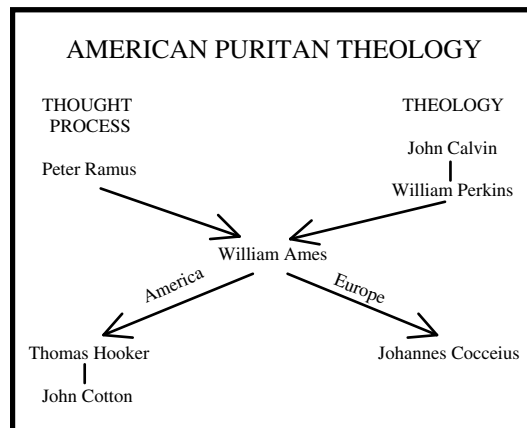 AMERICAN PURITAN THEOLOGY
THOUGHT
PROCESS
Peter Ramus
THEOLOGY
John Calvin
William Perkins
William Ames
America
Europe
Thomas Hooker
John Cotton
Johannes Cocceius